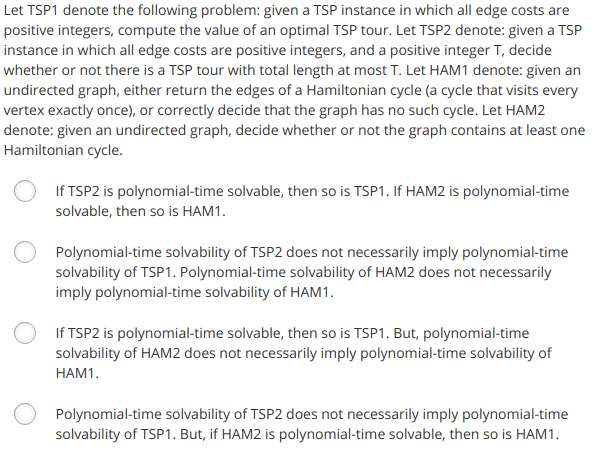 Let TSP1 denote the following problem: given a TSP instance in which all edge costs are
positive integers, compute the value of an optimal TSP tour. Let TSP2 denote: given a TSP
instance in which all edge costs are positive integers, and a positive integer T, decide
whether or not there is a TSP tour with total length at most T. Let HAM1 denote: given an
undirected graph, either return the edges of a Hamiltonian cycle (a cycle that visits every
vertex exactly once), or correctly decide that the graph has no such cycle. Let HAM2
denote: given an undirected graph, decide whether or not the graph contains at least one
Hamiltonian cycle.
If TSP2 is polynomial-time solvable, then so is TSP1. If HAM2 is polynomial-time
solvable, then so is HAM1.
Polynomial-time solvability of TSP2 does not necessarily imply polynomial-time
solvability of TSP1. Polynomial-time solvability of HAM2 does not necessarily
imply polynomial-time solvability of HAM1.
If TSP2 is polynomial-time solvable, then so is TSP1. But, polynomial-time
solvability of HAM2 does not necessarily imply polynomial-time solvability of
HAM1.
Polynomial-time solvability of TSP2 does not necessarily imply polynomial-time
solvability of TSP1. But, if HAM2 is polynomial-time solvable, then so is HAM1.